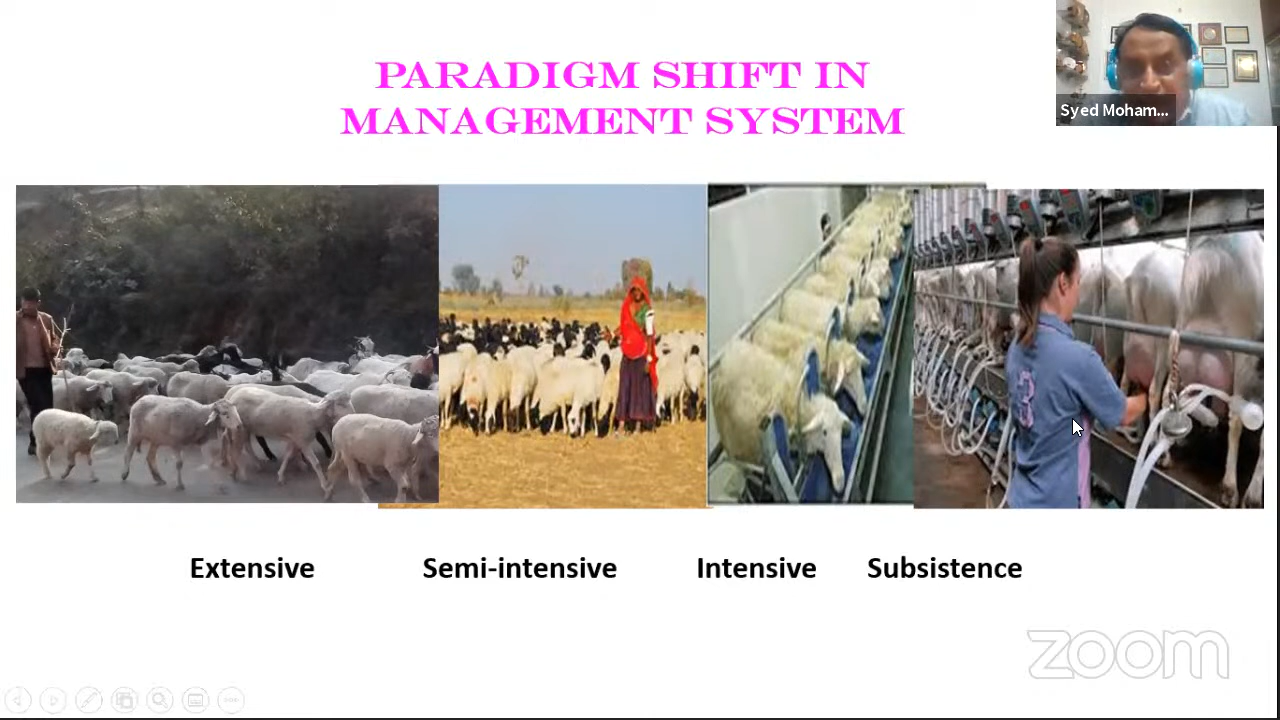 PARADIGM SHIFT IN
MANAGEMENT SYSTEM
Syed Moham...
Extensive Semi-intensive Intensive Subsistence
zoom